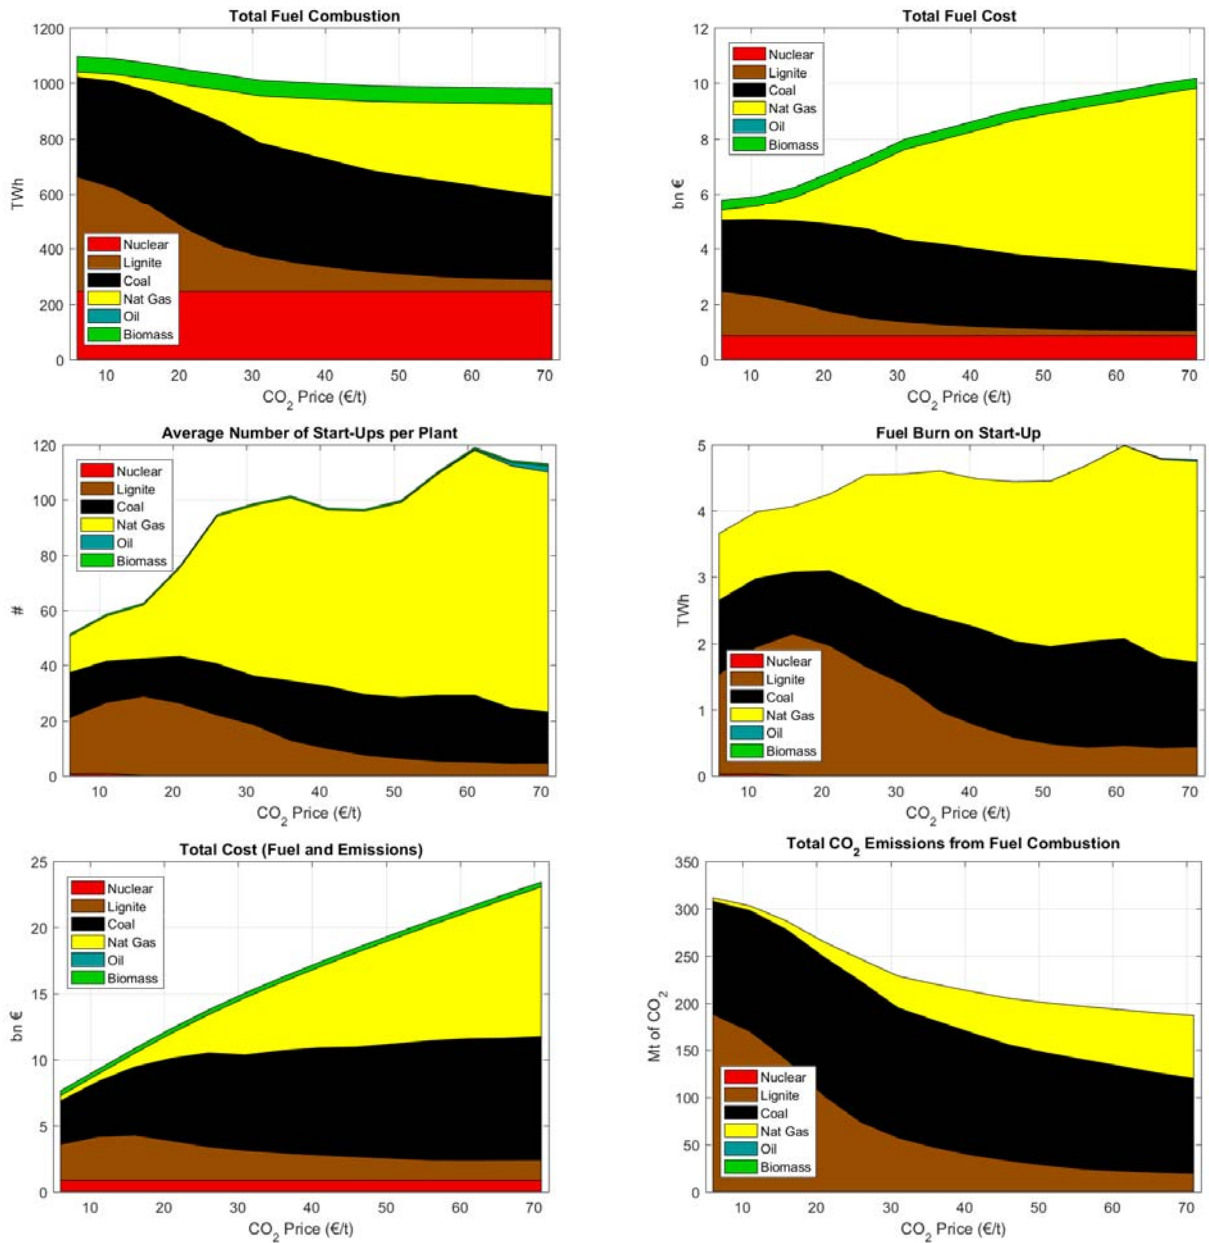 Total Fuel Combustion
1200
1000
800
600
400
200
0
TWh
Nuclear
Lignite
Coal
Nat Gas
Oil
Biomass
10 20 30 40 50 60 70
CO2 Price (€/t)
Total Fuel Cost
12
10
8
6
4
2
0
bn €
Nuclear
Lignite
Coal
Nat Gas
Oil
Biomass
10 20 30 40 50 60 70
CO2 Price (€/t)
Average Number of Start-Ups per Plant
120
100
80
60
40
20
0
#
Nuclear
Lignite
Coal
Nat Gas
Oil
Biomass
10 20 30 40 50 60 70
CO2 Price (€/t)
Fuel Burn on Start-Up
5
4
3
2
1
0
TWh
Nuclear
Lignite
Coal
Nat Gas
Oil
Biomass
10 20 30 40 50 60 70
CO2 Price (€/t)
Total Cost (Fuel and Emissions)
25
20
15
10
5
0
bn €
Nuclear
Lignite
Coal
Nat Gas
Oil
Biomass
10 20 30 40 50 60 70
CO2 Price (€/t)
Total CO2 Emissions from Fuel Combustion
350
300
250
200
150
100
50
0
Mt of CO2
Nuclear
Lignite
Coal
Nat Gas
Oil
Biomass
10 20 30 40 50 60 70
CO2 Price (€/t)